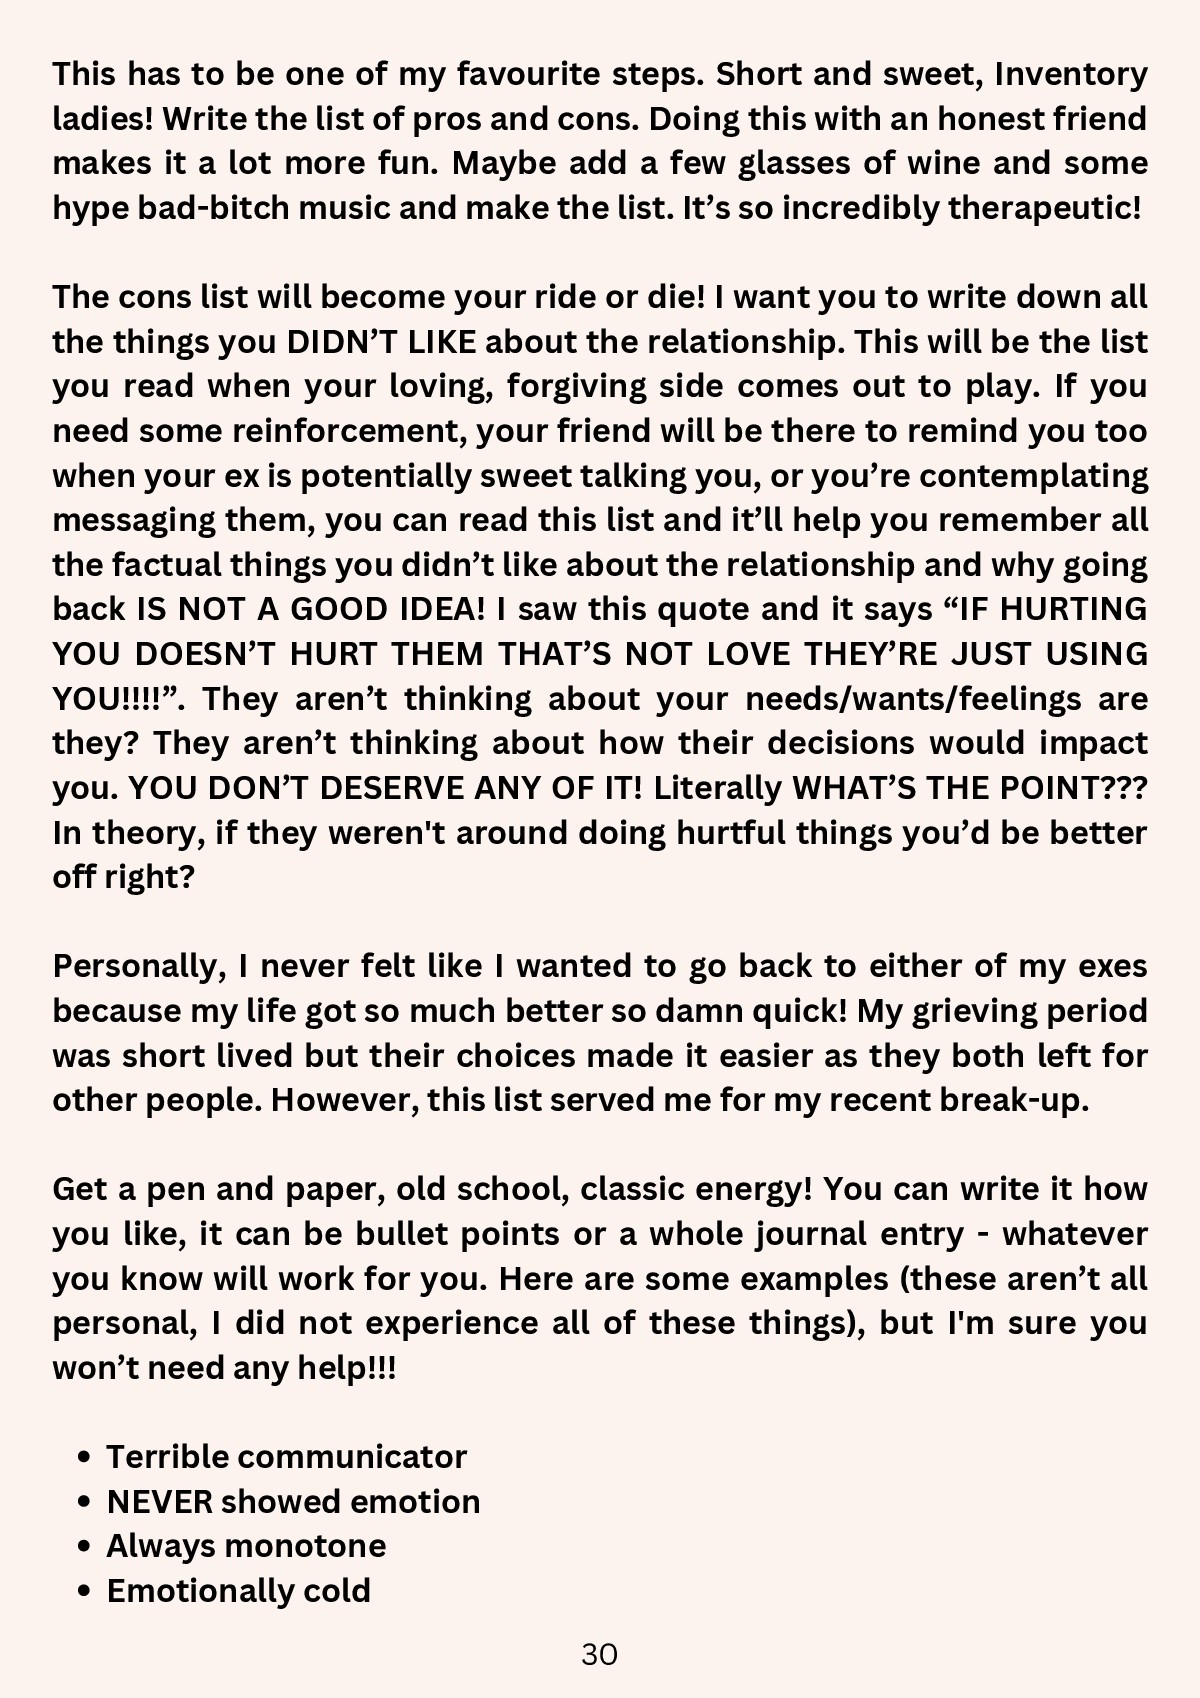 This has to be one of my favourite steps. Short and sweet, Inventory
ladies! Write the list of pros and cons. Doing this with an honest friend
makes it a lot more fun. Maybe add a few glasses of wine and some
hype bad-bitch music and make the list. It’s so incredibly therapeutic!
The cons list will become your ride or die! I want you to write down all
the things you DIDN’T LIKE about the relationship. This will be the list
you read when your loving, forgiving side comes out to play. If you
need some reinforcement, your friend will be there to remind you too
when your ex is potentially sweet talking you, or you’re contemplating
messaging them, you can read this list and it’ll help you remember all
the factual things you didn’t like about the relationship and why going
back IS NOT A GOOD IDEA! I saw this quote and it says “IF HURTING
YOU DOESN’T HURT THEM THAT’S NOT LOVE THEY’RE JUST USING
YOU!!!!”. They aren’t thinking about your needs/wants/feelings are
they? They aren’t thinking about how their decisions would impact
you. YOU DON’T DESERVE ANY OF IT! Literally WHAT’S THE POINT???
In theory, if they weren't around doing hurtful things you’d be better
off right?
Personally, I never felt like I wanted to go back to either of my exes
because my life got so much better so damn quick! My grieving period
was short lived but their choices made it easier as they both left for
other people. However, this list served me for my recent break-up.
Get a pen and paper, old school, classic energy! You can write it how
you like, it can be bullet points or a whole journal entry - whatever
you know will work for you. Here are some examples (these aren’t all
personal, I did not experience all of these things), but I'm sure you
won’t need any help!!!
• Terrible communicator
• NEVER showed emotion
• Always monotone
• Emotionally cold
30